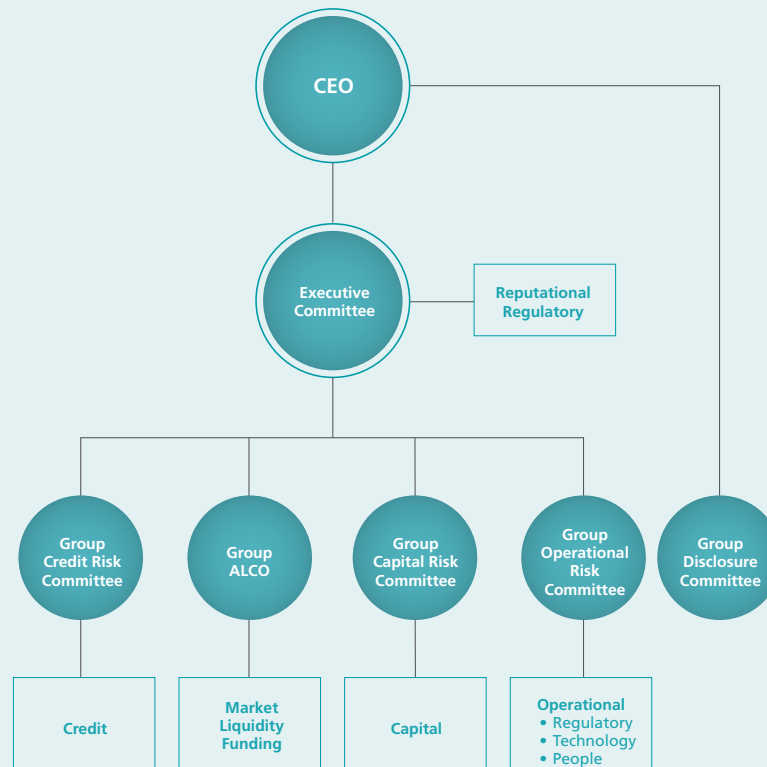 CEO
Executive
Committee
Reputational
Regulatory
Group
Credit Risk
Committee
Group
ALCO
Group
Capital Risk
Committee
Group
Operational
Risk
Committee
Group
Disclosure
Committee
Credit
Market
Liquidity
Funding
Capital
Operational
• Regulatory
• Technology
• People